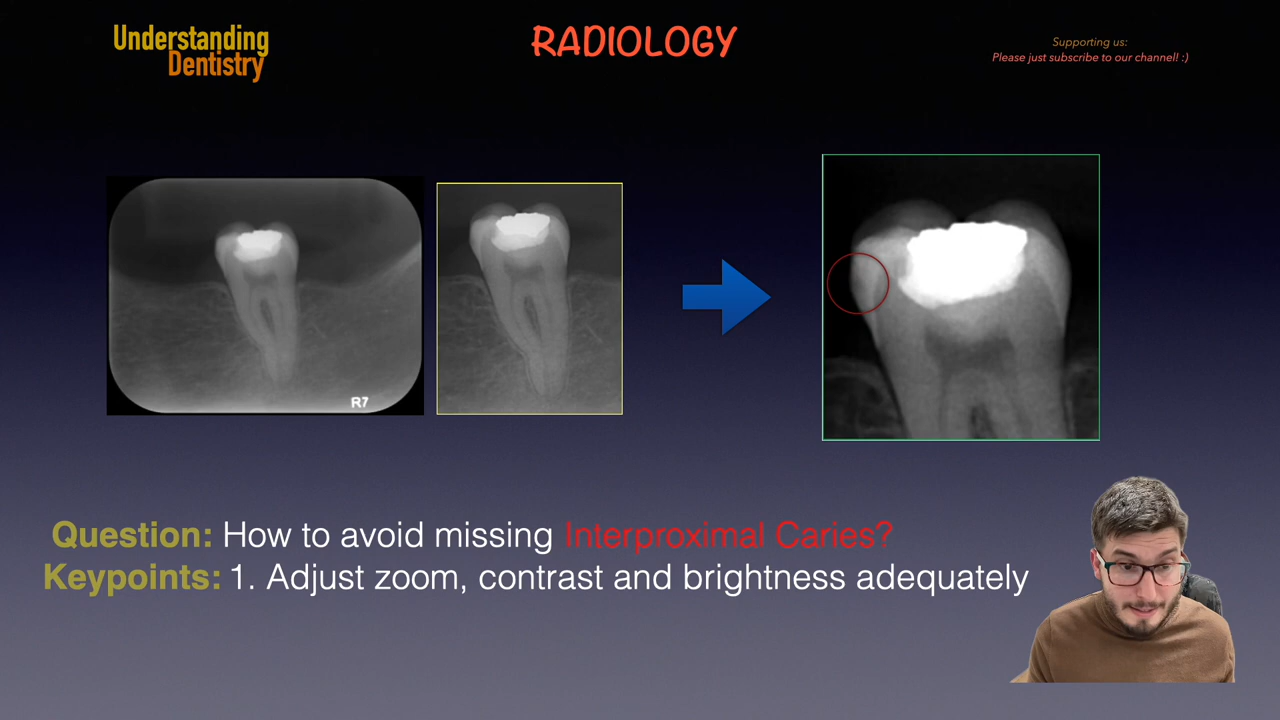 Understanding
Dentistry
RADIOLOGY
Supporting us:
Please just subscribe to our channel! :)
R7
Question: How to avoid missing Interproximal Caries?
Keypoints: 1. Adjust zoom, contrast and brightness adequately